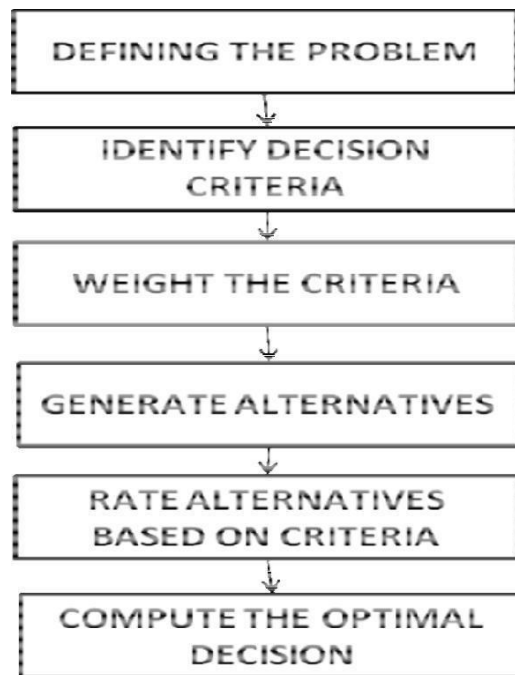 DEFINING THE PROBLEM
IDENTIFY DECISION
CRITERIA
WEIGHT THE CRITERIA
GENERATE ALTERNATIVES
RATE ALTERNATIVES
BASED ON CRITERIA
COMPUTE THE OPTIMAL
DECISION